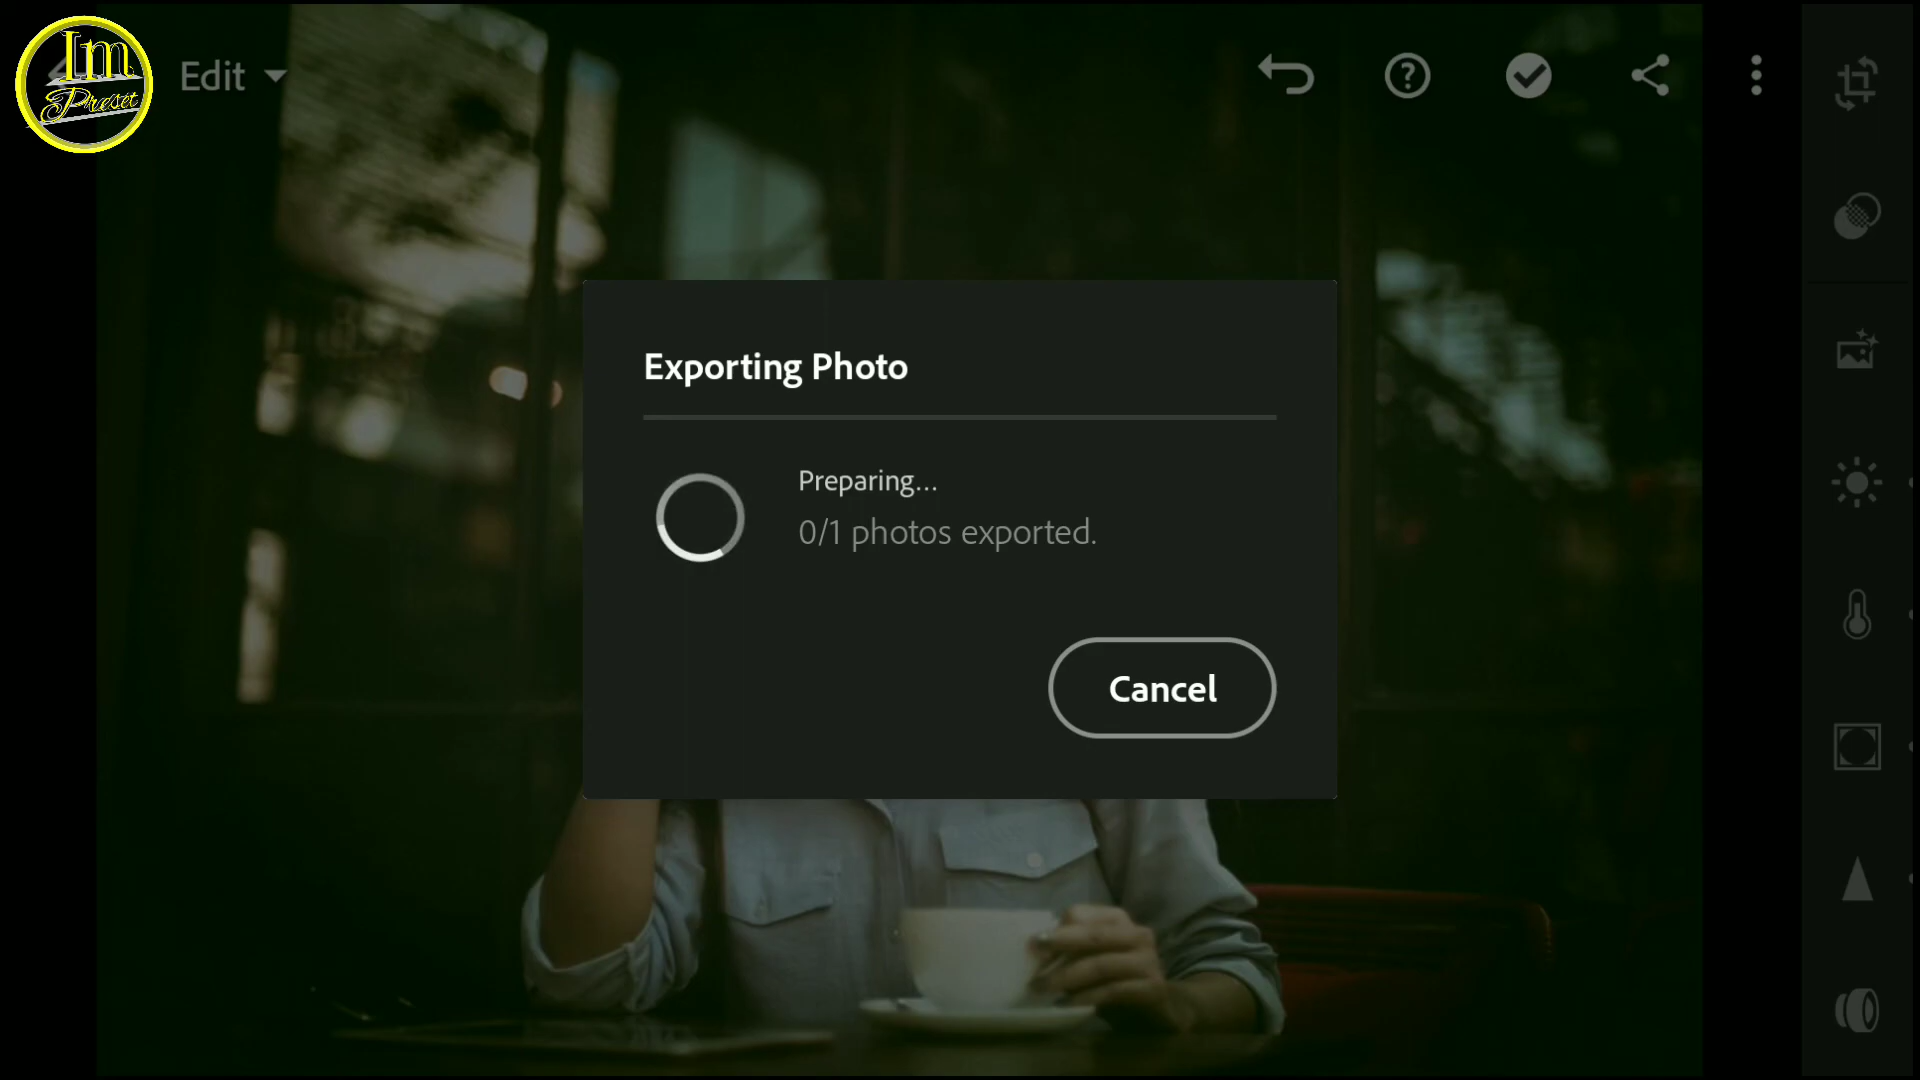 Im
Preset
Edit
Exporting Photo
Preparing...
0/1 photos exported.
Cancel